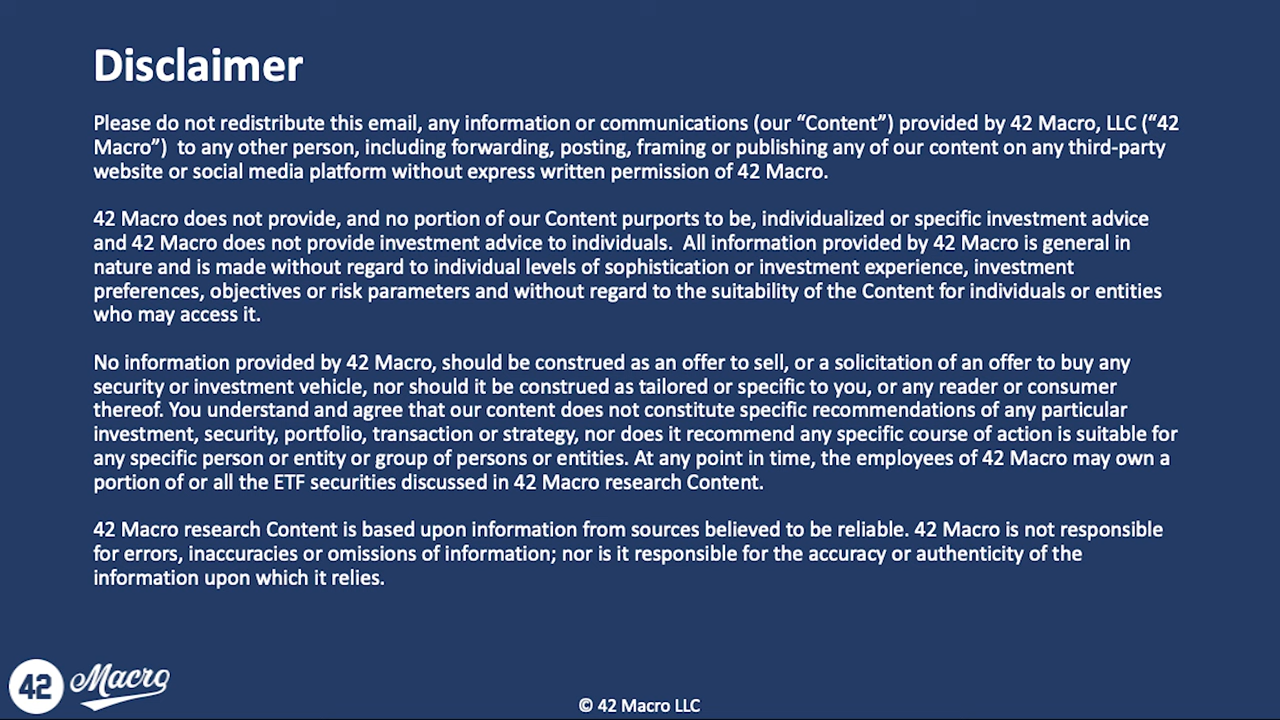 Disclaimer
Please do not redistribute this email, any information or communications (our “Content”) provided by 42 Macro, LLC (“42
Macro”)  to any other person, including forwarding, posting, framing or publishing any of our content on any third-party
website or social media platform without express written permission of 42 Macro.
42 Macro does not provide, and no portion of our Content purports to be, individualized or specific investment advice
and 42 Macro does not provide investment advice to individuals.  All information provided by 42 Macro is general in
nature and is made without regard to individual levels of sophistication or investment experience, investment
preferences, objectives or risk parameters and without regard to the suitability of the Content for individuals or entities
who may access it.
No information provided by 42 Macro, should be construed as an offer to sell, or a solicitation of an offer to buy any
security or investment vehicle, nor should it be construed as tailored or specific to you, or any reader or consumer
thereof. You understand and agree that our content does not constitute specific recommendations of any particular
investment, security, portfolio, transaction or strategy, nor does it recommend any specific course of action is suitable for
any specific person or entity or group of persons or entities. At any point in time, the employees of 42 Macro may own a
portion of or all the ETF securities discussed in 42 Macro research Content.
42 Macro research Content is based upon information from sources believed to be reliable. 42 Macro is not responsible
for errors, inaccuracies or omissions of information; nor is it responsible for the accuracy or authenticity of the
information upon which it relies.
42 Macro
© 42 Macro LLC